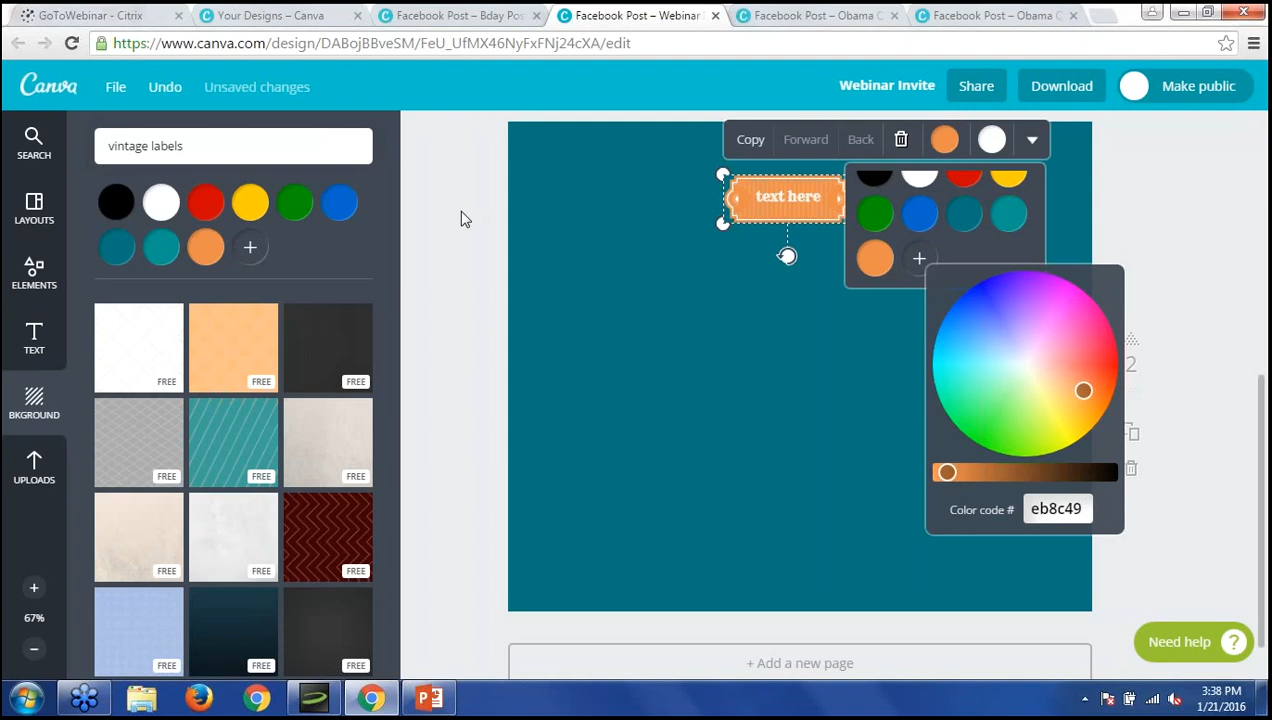 GoToWebinar - Citrix
Your Designs – Canva
Facebook Post – Bday Pos
Facebook Post – Webinar
Facebook Post – Obama C
Facebook Post – Obama C
https://www.canva.com/design/DABojBBveSM/FeU_UfMX46NyFxFNj24cXA/edit
Canva
File
Undo
Unsaved changes
Webinar Invite
Share
Download
Make public
SEARCH
LAYOUTS
ELEMENTS
TEXT
BKGROUND
UPLOADS
+
67%
−
vintage labels
+
FREE
FREE
FREE
FREE
FREE
FREE
FREE
FREE
FREE
FREE
FREE
FREE
Copy
Forward
Back
text here
+
Color code #
eb8c49
2
+ Add a new page
Need help ?
3:38 PM
1/21/2016